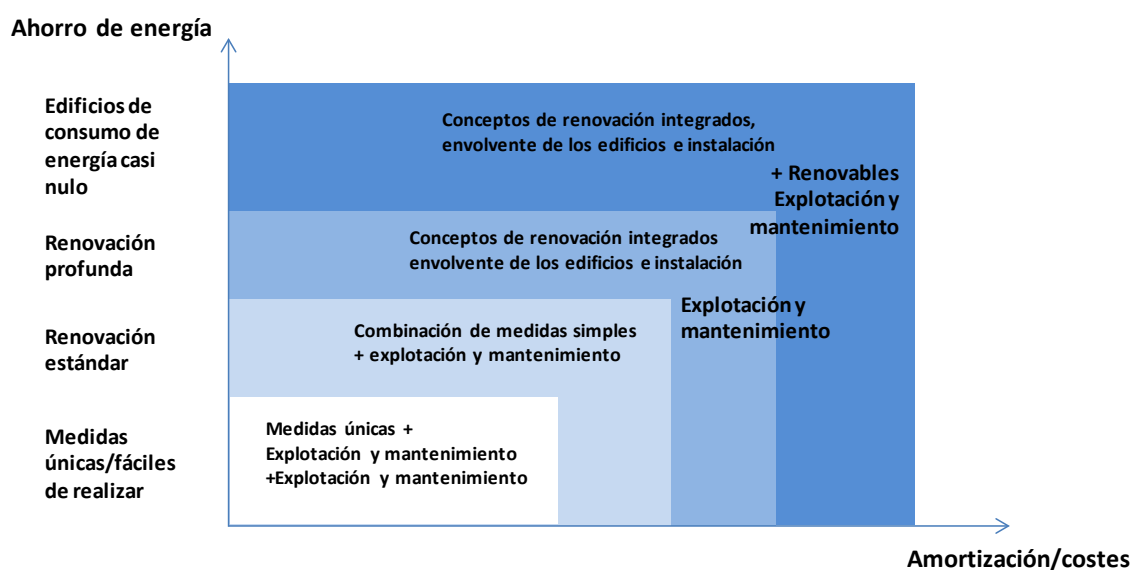 Ahorro de energía
Edificios de
consumo de
energía casi
nulo
Conceptos de renovación integrados,
envolvente de los edificios e instalación
+ Renovables
Explotación y
mantenimiento
Renovación
profunda
Conceptos de renovación integrados
envolvente de los edificios e instalación
Explotación y
mantenimiento
Renovación
estándar
Combinación de medidas simples
+ explotación y mantenimiento
Medidas
únicas/fáciles
de realizar
Medidas únicas +
Explotación y mantenimiento
+Explotación y mantenimiento
Amortización/costes